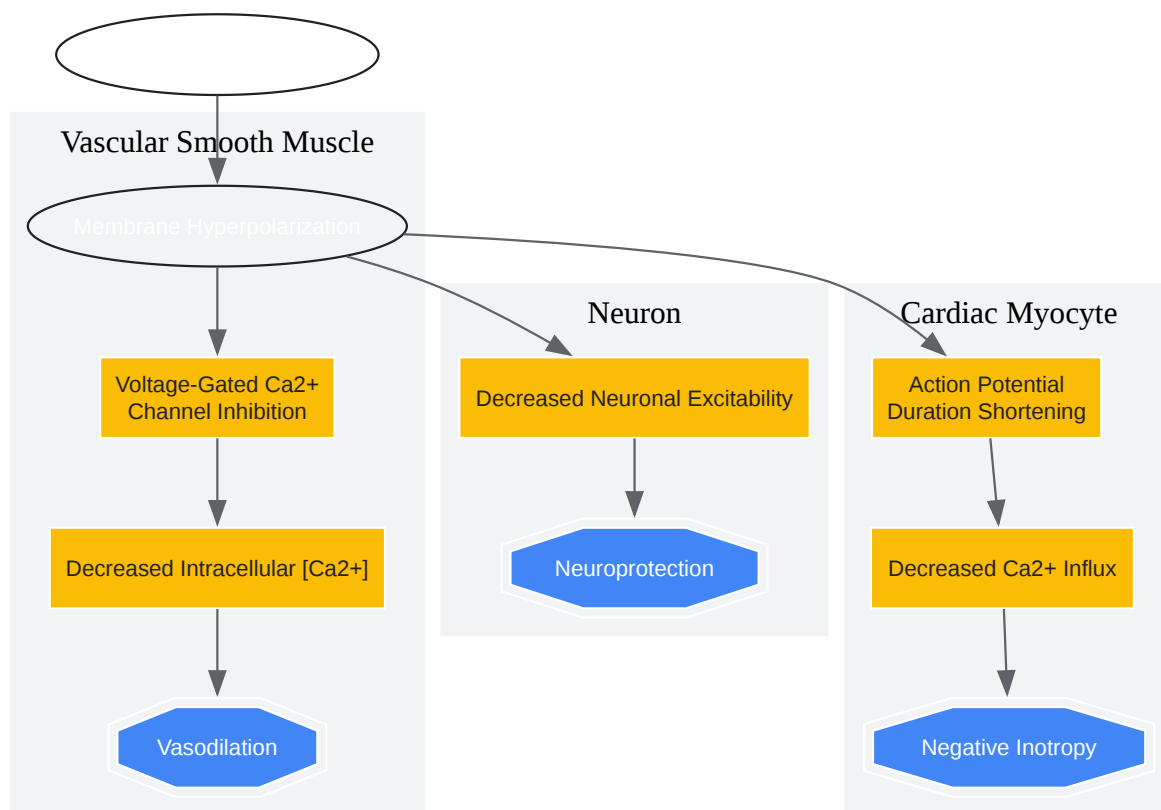 Vascular Smooth Muscle
Membrane Hyperpolarization
Neuron
Cardiac Myocyte
Voltage-Gated Ca2+
Channel Inhibition
Decreased Neuronal Excitability
Action Potential
Duration Shortening
Decreased Intracellular [Ca2+]
Neuroprotection
Decreased Ca2+ Influx
Vasodilation
Negative Inotropy